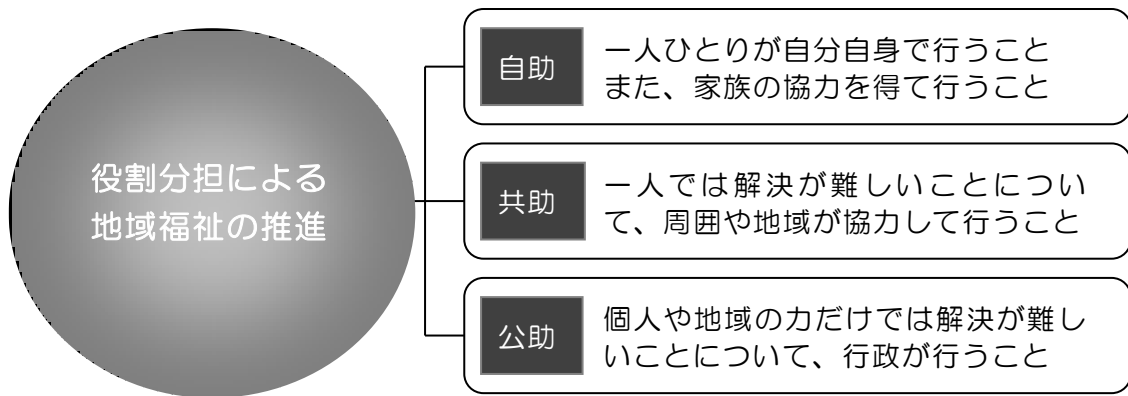 役割分担による
地域福祉の推進
自助
一人ひとりが自分自身で行うこと
また、家族の協力を得て行うこと
共助
一人では解決が難しいことについ
て、周囲や地域が協力して行うこと
公助
個人や地域の力だけでは解決が難し
いことについて、行政が行うこと